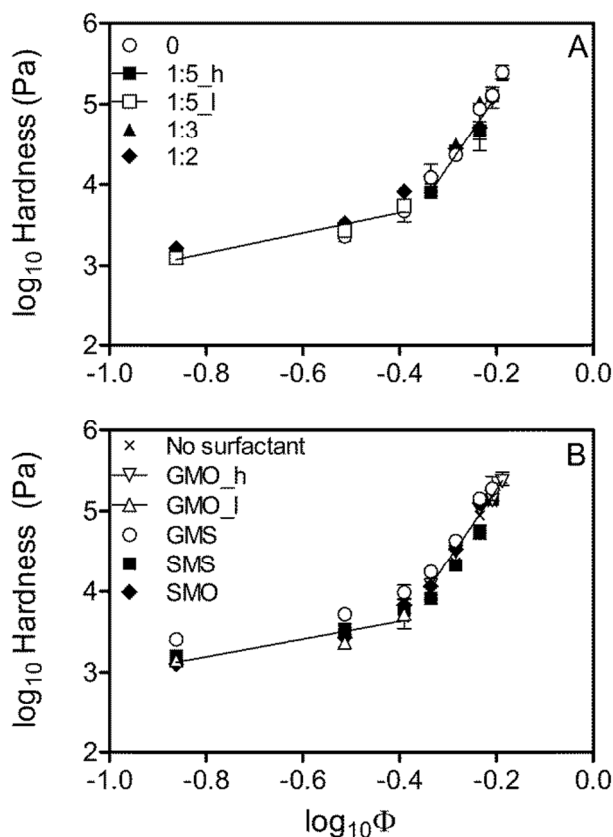 A
0
1:5_h
1:5_l
1:3
1:2
log10 Hardness (Pa)
6
5
4
3
2
-1.0 -0.8 -0.6 -0.4 -0.2 0.0
B
No surfactant
GMO_h
GMO_l
GMS
SMS
SMO
log10 Hardness (Pa)
6
5
4
3
2
-1.0 -0.8 -0.6 -0.4 -0.2 0.0
log10Φ